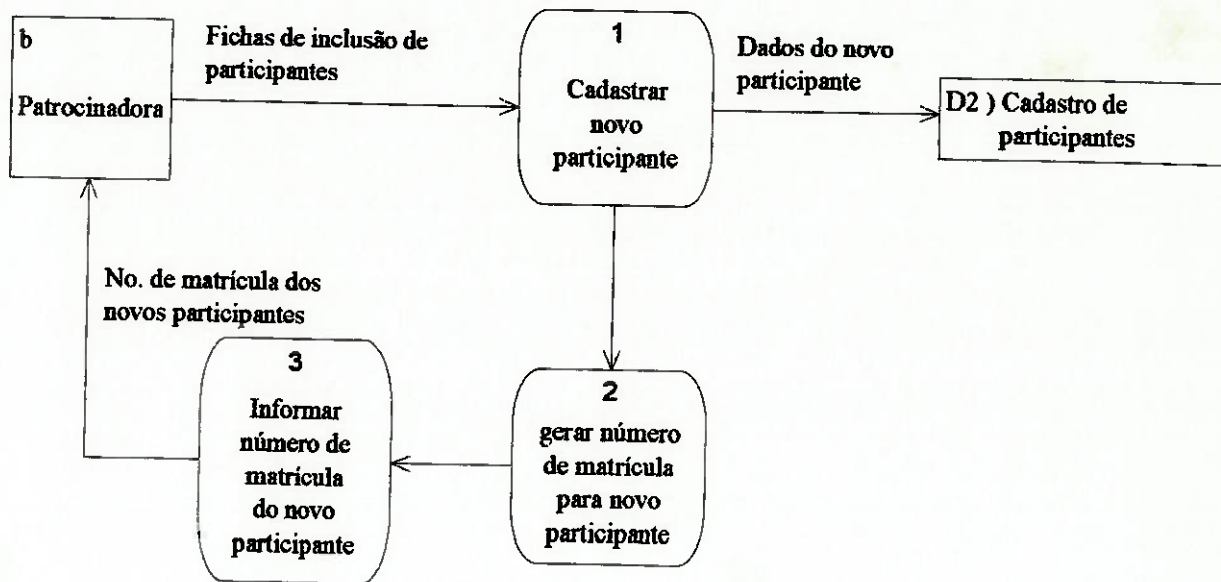 b
Patrocinadora
Fichas de inclusão de
participantes
1
Cadastrar
novo
participante
Dados do novo
participante
D2 ) Cadastro de
participantes
No. de matrícula dos
novos participantes
3
Informar
número de
matrícula
do novo
participante
2
gerar número
de matrícula
para novo
participante